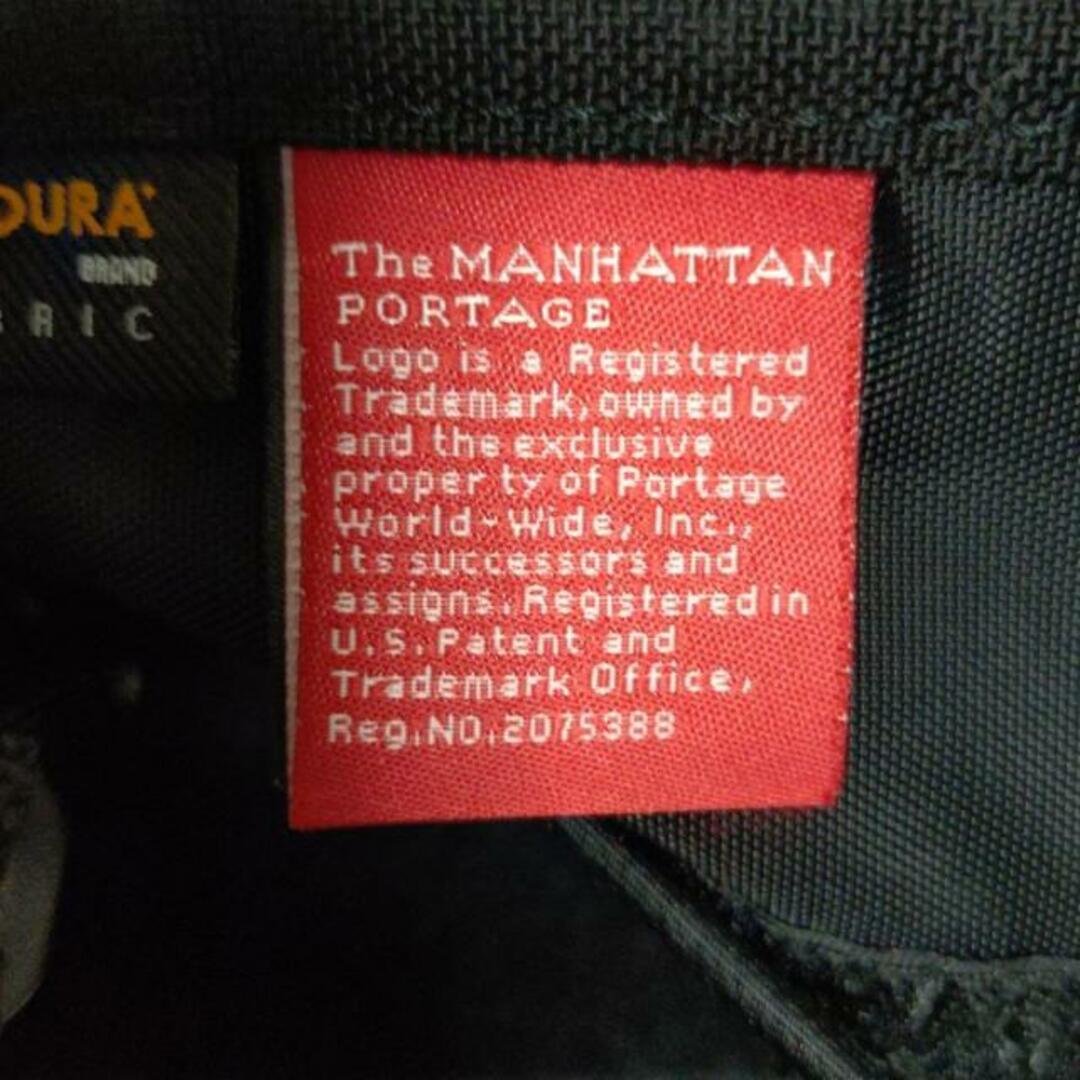 DURA
BRAND
RIC
The MANHATTAN
PORTAGE
Logo is a Registered
Trademark, owned by
and the exclusive
property of Portage
World-Wide, Inc.,
its successors and
assigns. Registered in
U.S. Patent and
Trademark Office,
Reg.NO.2075388